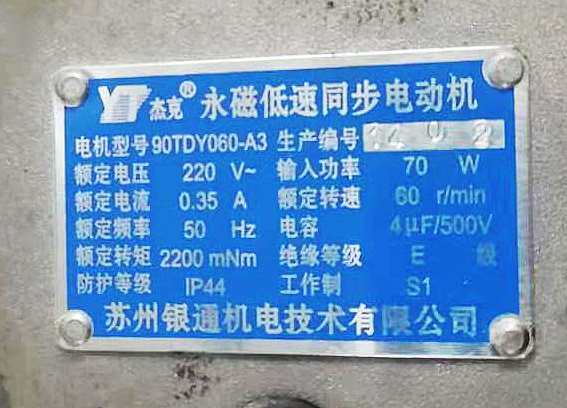 YT 杰克® 永磁低速同步电动机
电机型号 90TDY060-A3 生产编号 14 0 2
额定电压 220 V~ 输入功率 70 W
额定电流 0.35 A 额定转速 60 r/min
额定频率 50 Hz 电容 4μF/500V
额定转矩 2200 mNm 绝缘等级 E 级
防护等级 IP44 工作制 S1
苏州银通机电技术有限公司